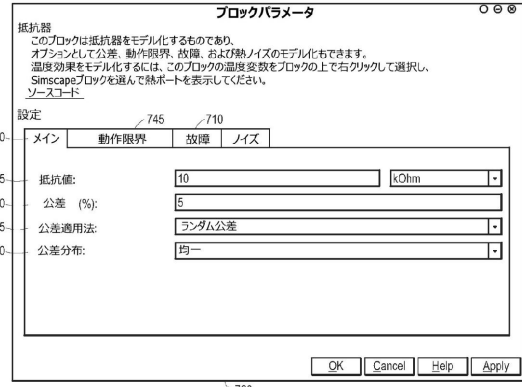 ブロックパラメータ
抵抗器
このブロックは抵抗器をモデル化するものであり、
オプションとして公差、動作限界、故障、および熱ノイズのモデル化もできます。
温度効果をモデル化するには、このブロックの温度変数をブロックの上で右クリックして選択し、
Simscapeブロックを選んで熱ポートを表示してください。
ソースコード
設定
745 710
メイン 動作限界 故障 ノイズ
抵抗値: 10 kOhm
公差 (%): 5
公差適用法: ランダム公差
公差分布: 均一
OK Cancel Help Apply